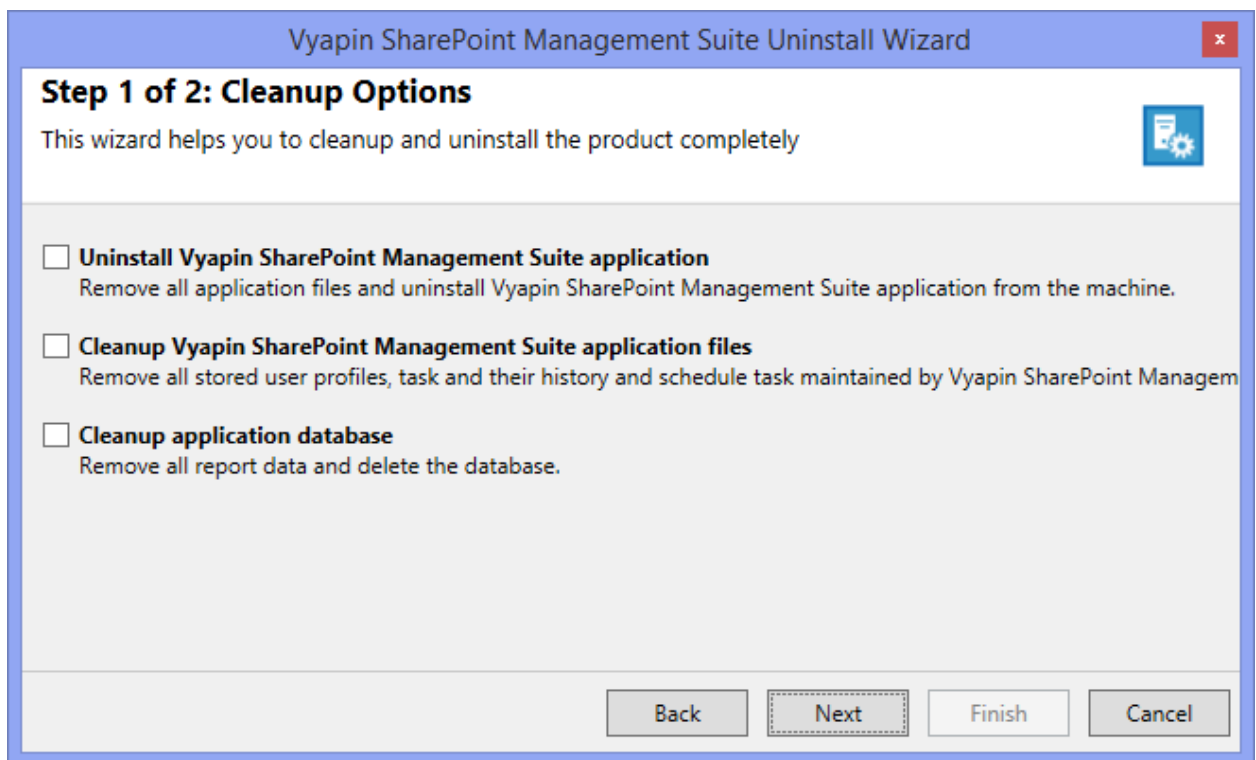 Vyapin SharePoint Management Suite Uninstall Wizard
x
Step 1 of 2: Cleanup Options
This wizard helps you to cleanup and uninstall the product completely
Uninstall Vyapin SharePoint Management Suite application
Remove all application files and uninstall Vyapin SharePoint Management Suite application from the machine.
Cleanup Vyapin SharePoint Management Suite application files
Remove all stored user profiles, task and their history and schedule task maintained by Vyapin SharePoint Managem
Cleanup application database
Remove all report data and delete the database.
Back Next Finish Cancel